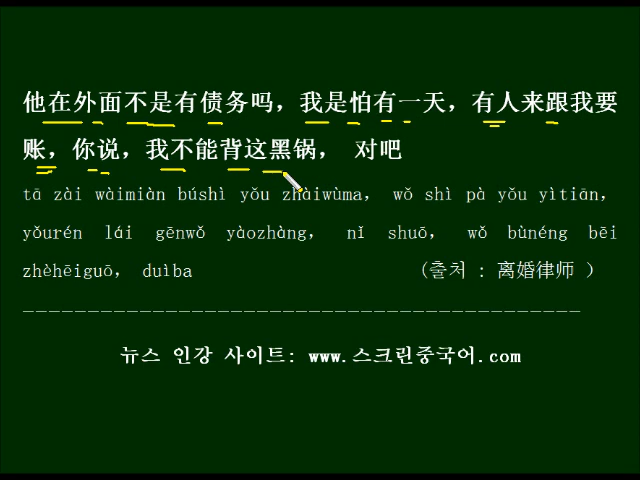 他在外面不是有债务吗，我是怕有一天，有人来跟我要
账，你说，我不能背这黑锅， 对吧
tā zài wàimiàn búshì yǒu zhàiwùma， wǒ shì pà yǒu yìtiān，
yǒurén lái gēnwǒ yàozhàng， nǐ shuō， wǒ bùnéng bēi
zhèhēiguō， duìba （출처 : 离婚律师 ）
뉴스 인강 사이트: www.스크린중국어.com